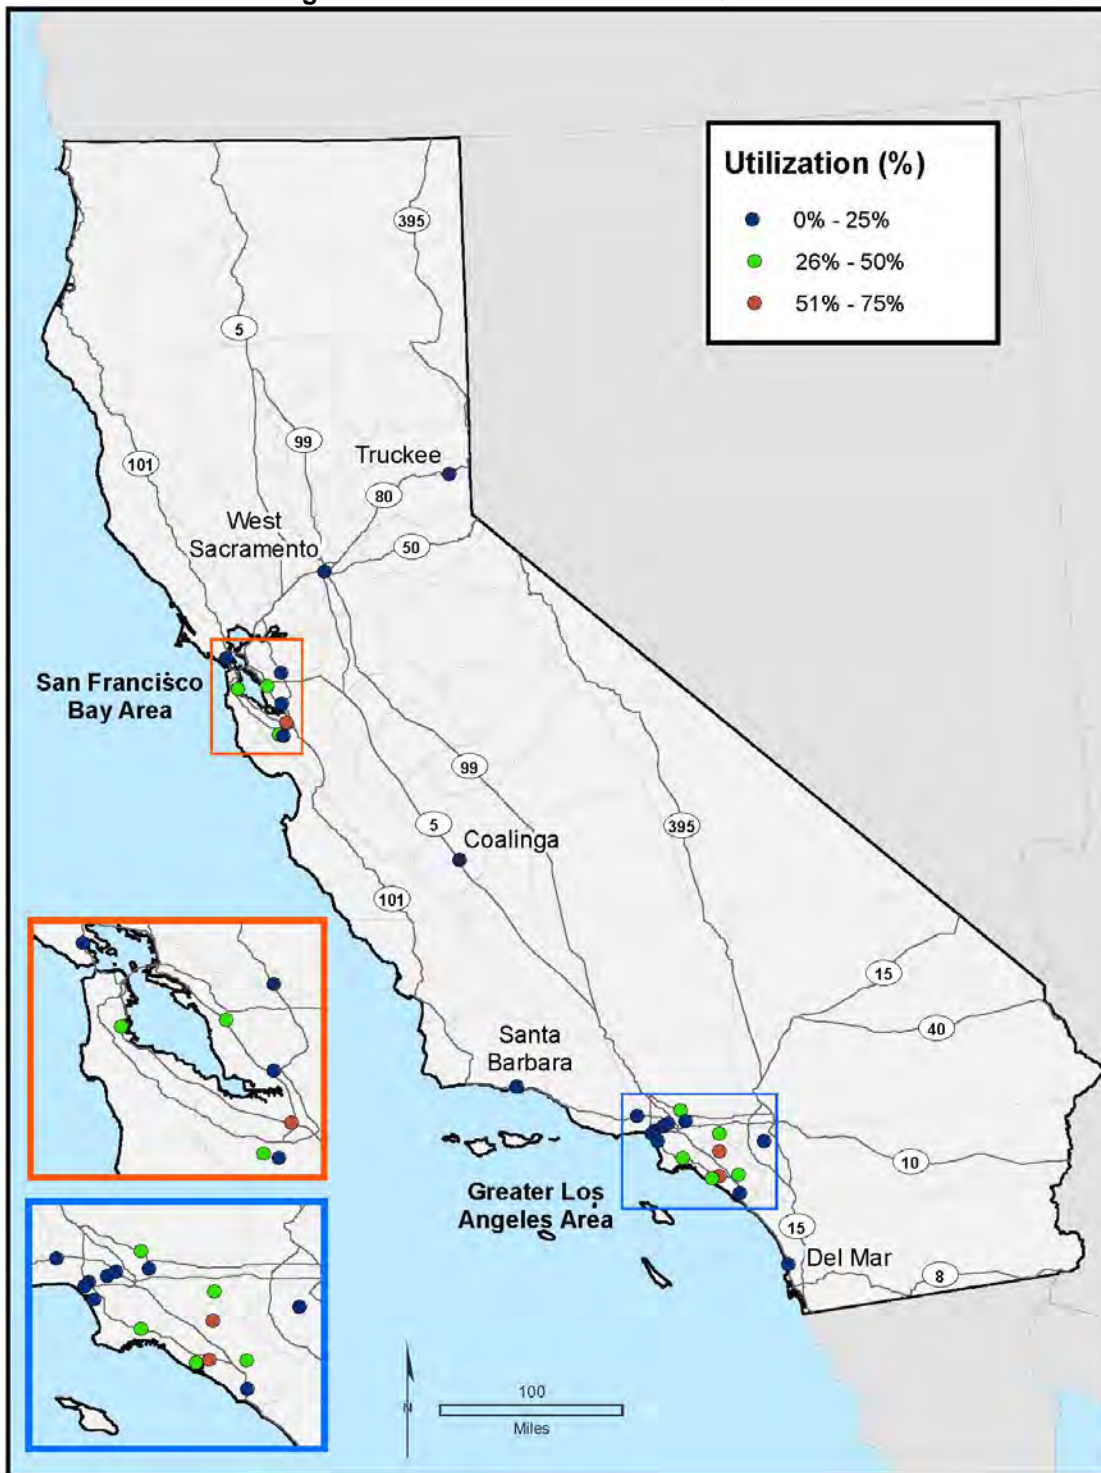 Utilization (%)
0% - 25%
26% - 50%
51% - 75%
395
5
99
101
Truckee
80
West
Sacramento
50
San Francisco
Bay Area
99
5
395
Coalinga
101
15
40
Santa
Barbara
10
Greater Los
Angeles Area
15
Del Mar
8
N
100
Miles